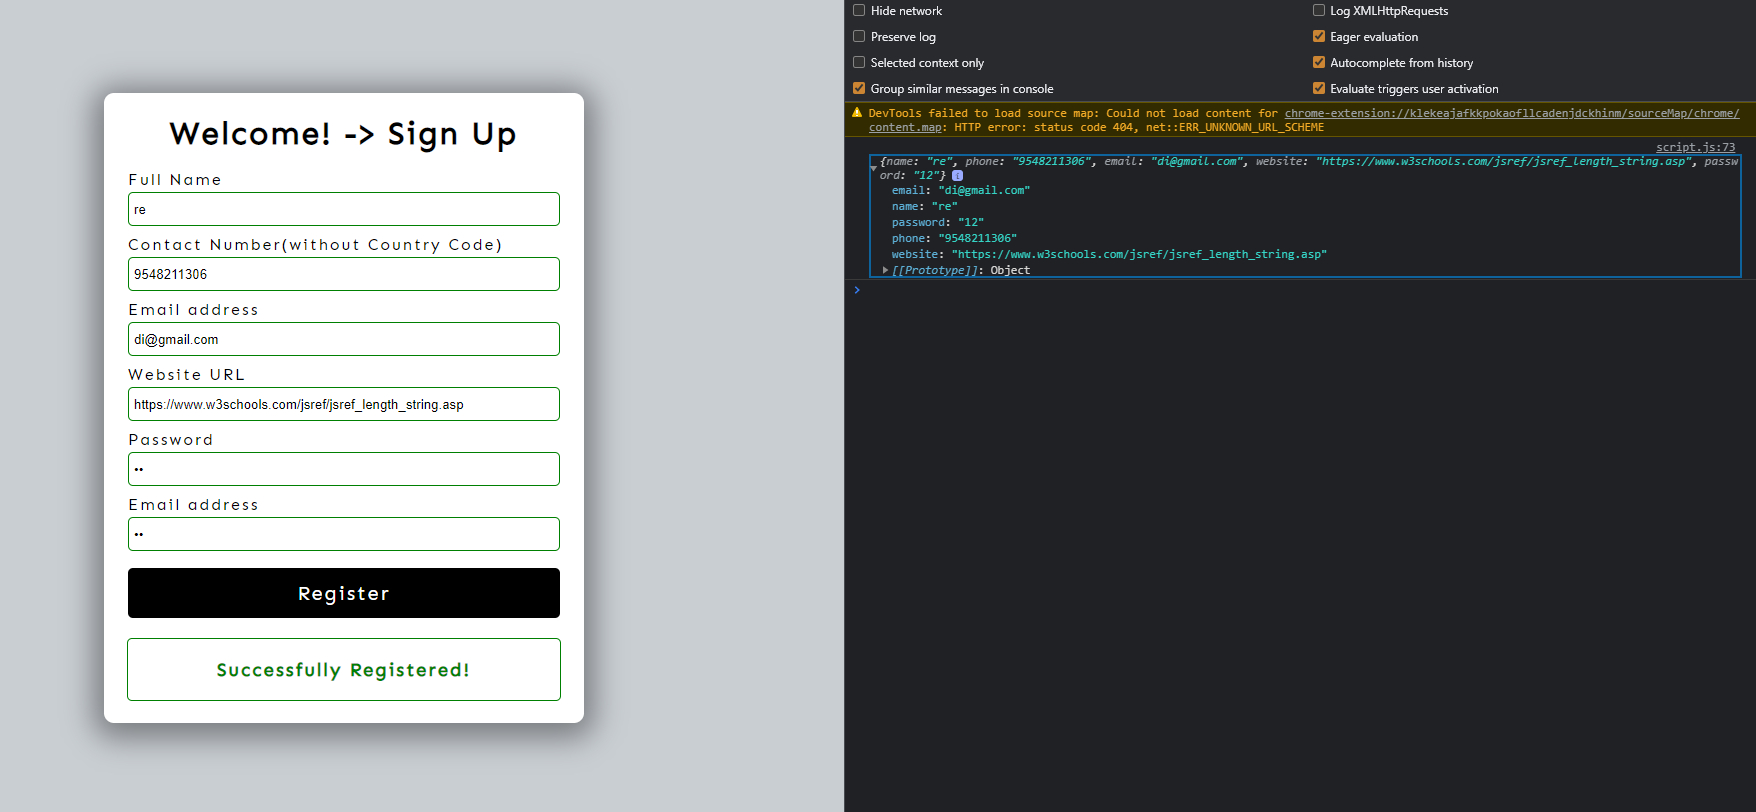 Welcome! -> Sign Up
Full Name
re
Contact Number(without Country Code)
9548211306
Email address
di@gmail.com
Website URL
https://www.w3schools.com/jsref/jsref_length_string.asp
Password
••
Email address
••
Register
Successfully Registered!
Hide network
Log XMLHttpRequests
Preserve log
Eager evaluation
Selected context only
Autocomplete from history
Group similar messages in console
Evaluate triggers user activation
DevTools failed to load source map: Could not load content for chrome-extension://klekeajafkkpokaofllcadenjdckhinm/sourceMap/chrome/
content.map: HTTP error: status code 404, net::ERR_UNKNOWN_URL_SCHEME
script.js:73
{name: "re", phone: "9548211306", email: "di@gmail.com", website: "https://www.w3schools.com/jsref/jsref_length_string.asp", passw
ord: "12"} i
email: "di@gmail.com"
name: "re"
password: "12"
phone: "9548211306"
website: "https://www.w3schools.com/jsref/jsref_length_string.asp"
[[Prototype]]: Object